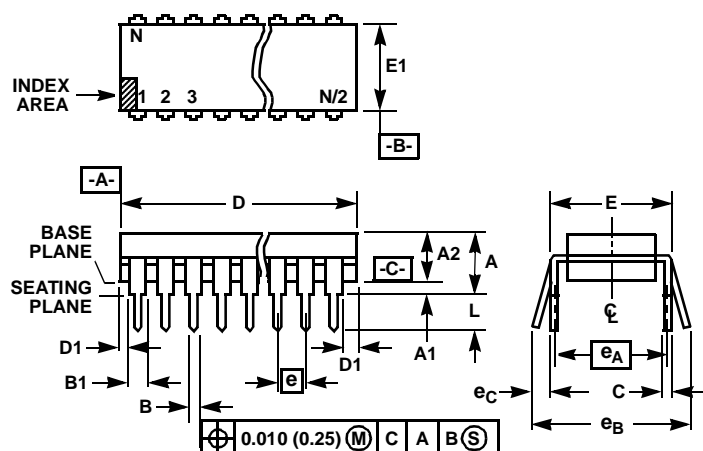 N
E1
INDEX
AREA
1 2 3 N/2
-B-
-A-
D
E
BASE
PLANE
A2
A
-C-
SEATING
PLANE
L
℄
D1
A1
D1
eA
B1
e
eC
C
B
eB
⌖ 0.010 (0.25) Ⓜ C A B Ⓢ